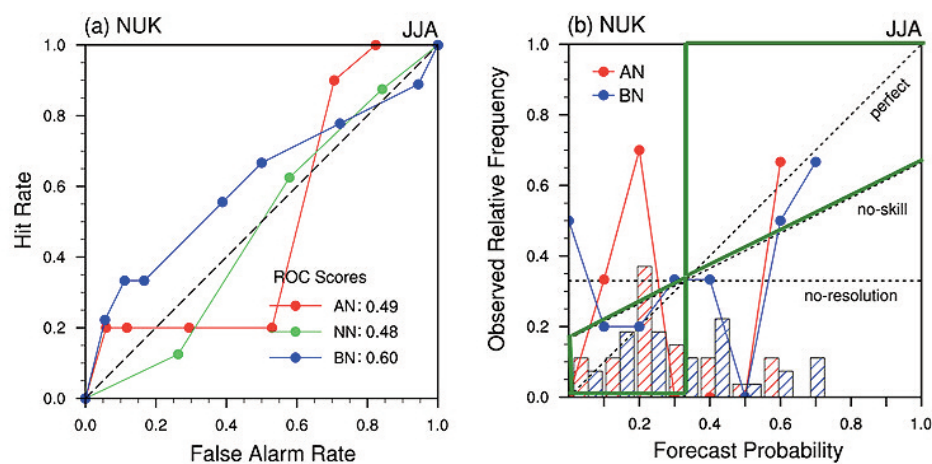 (a) NUK JJA
1.0
0.8
0.6
0.4
0.2
0.0
Hit Rate
ROC Scores
AN: 0.49
NN: 0.48
BN: 0.60
0.0 0.2 0.4 0.6 0.8 1.0
False Alarm Rate
(b) NUK JJA
1.0
0.8
0.6
0.4
0.2
0.0
Observed Relative Frequency
AN
BN
perfect
no-skill
no-resolution
0.2 0.4 0.6 0.8 1.0
Forecast Probability